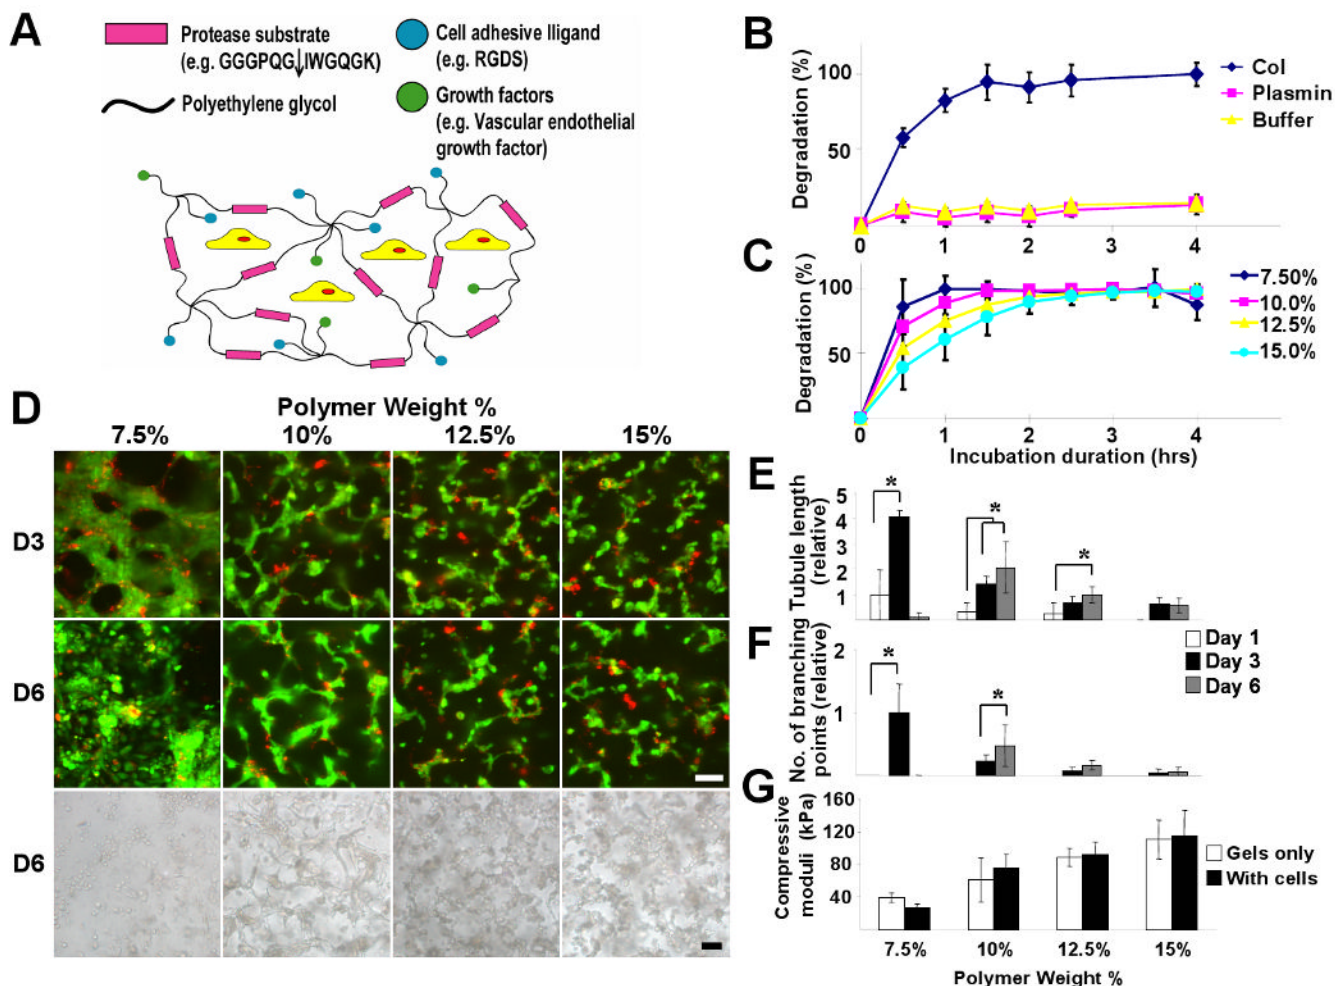 A
Protease substrate
(e.g. GGGPQG↓IWGQGK)
Polyethylene glycol
Cell adhesive lligand
(e.g. RGDS)
Growth factors
(e.g. Vascular endothelial
growth factor)
B
Degradation (%)
100
50
0
1
2
3
4
Col
Plasmin
Buffer
C
Degradation (%)
100
50
0
1
2
3
4
Incubation duration (hrs)
7.50%
10.0%
12.5%
15.0%
D
Polymer Weight %
7.5%
10%
12.5%
15%
D3
D6
D6
E
Tubule length
(relative)
5
4
3
2
1
*
*
*
F
No. of branching
points (relative)
2
1
*
*
Day 1
Day 3
Day 6
G
Compressive
moduli (kPa)
160
120
80
40
Gels only
With cells
7.5%
10%
12.5%
15%
Polymer Weight %